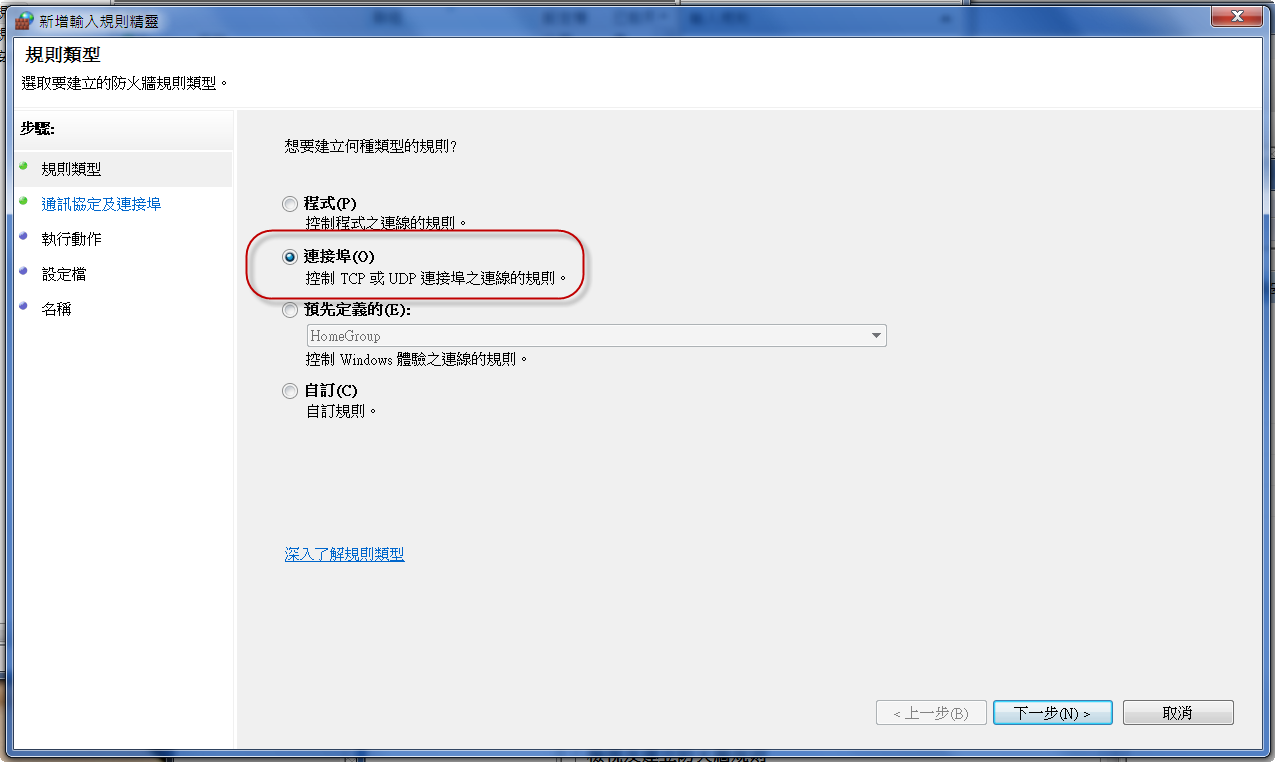 新增輸入規則精靈
規則類型
選取要建立的防火牆規則類型。
步驟:
規則類型
通訊協定及連接埠
執行動作
設定檔
名稱
想要建立何種類型的規則?
程式(P)
控制程式之連線的規則。
連接埠(O)
控制 TCP 或 UDP 連接埠之連線的規則。
預先定義的(E):
HomeGroup
控制 Windows 體驗之連線的規則。
自訂(C)
自訂規則。
深入了解規則類型
< 上一步(B)
下一步(N) >
取消